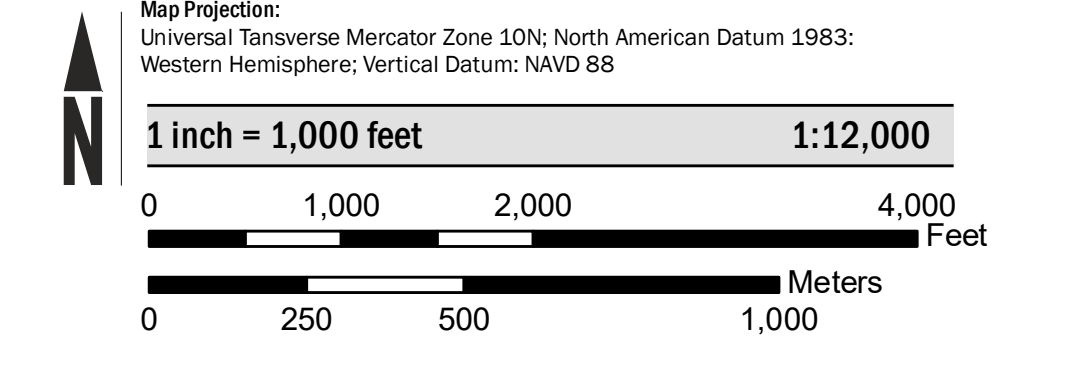 Map Projection:
Universal Tansverse Mercator Zone 10N; North American Datum 1983:
Western Hemisphere; Vertical Datum: NAVD 88
N
1 inch = 1,000 feet 1:12,000
0 1,000 2,000 4,000
Feet
Meters
0 250 500 1,000